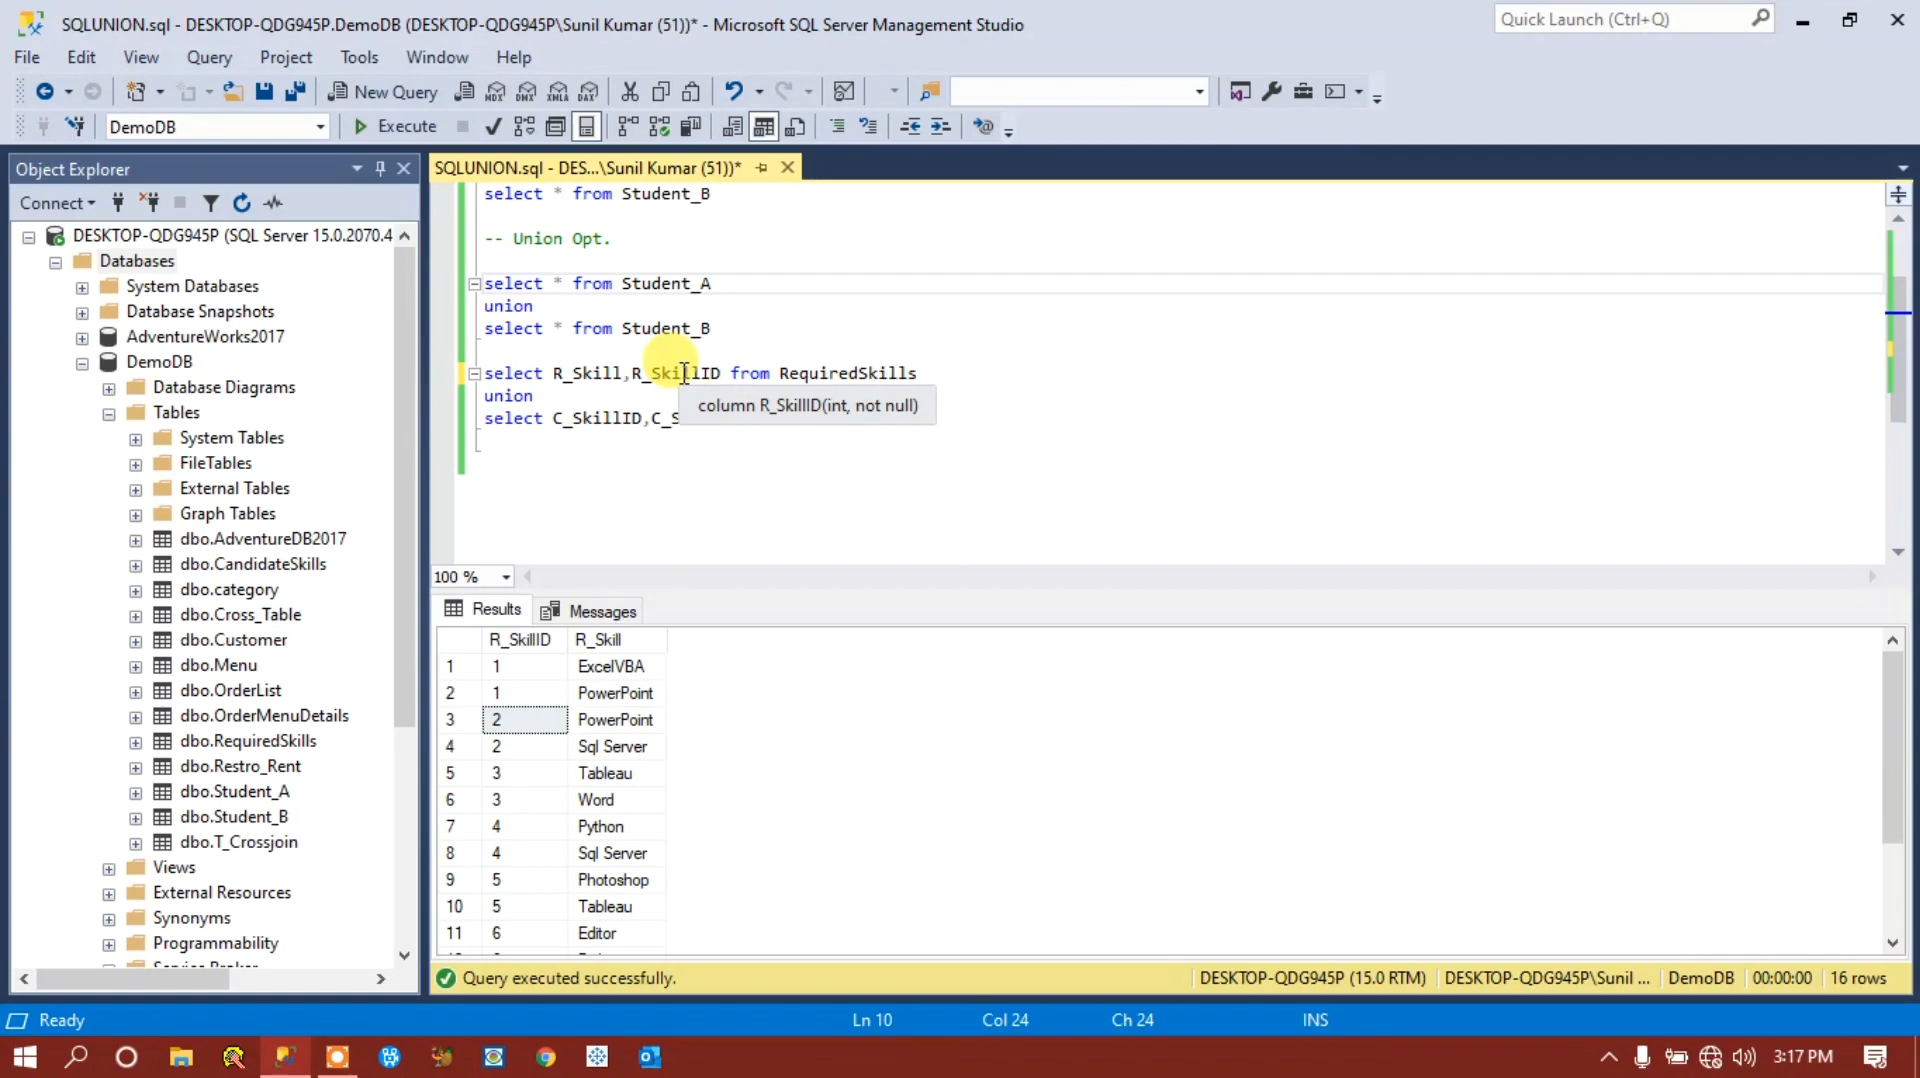 SQLUNION.sql - DESKTOP-QDG945P.DemoDB (DESKTOP-QDG945P\Sunil Kumar (51))* - Microsoft SQL Server Management Studio
Quick Launch (Ctrl+Q)
File Edit View Query Project Tools Window Help
New Query
MDX DMX XMLA DAX
DemoDB
Execute
Object Explorer
SQLUNION.sql - DES...\Sunil Kumar (51))*
Connect
DESKTOP-QDG945P (SQL Server 15.0.2070.4
Databases
System Databases
Database Snapshots
AdventureWorks2017
DemoDB
Database Diagrams
Tables
System Tables
FileTables
External Tables
Graph Tables
dbo.AdventureDB2017
dbo.CandidateSkills
dbo.category
dbo.Cross_Table
dbo.Customer
dbo.Menu
dbo.OrderList
dbo.OrderMenuDetails
dbo.RequiredSkills
dbo.Restro_Rent
dbo.Student_A
dbo.Student_B
dbo.T_Crossjoin
Views
External Resources
Synonyms
Programmability
select * from Student_B
-- Union Opt.
select * from Student_A
union
select * from Student_B
select R_Skill,R_SkillID from RequiredSkills
union
column R_SkillID(int, not null)
select C_SkillID,C_S
100 %
Results Messages
R_SkillID R_Skill
1 1 ExcelVBA
2 1 PowerPoint
3 2 PowerPoint
4 2 Sql Server
5 3 Tableau
6 3 Word
7 4 Python
8 4 Sql Server
9 5 Photoshop
10 5 Tableau
11 6 Editor
Query executed successfully.
DESKTOP-QDG945P (15.0 RTM) DESKTOP-QDG945P\Sunil ... DemoDB 00:00:00 16 rows
Ready Ln 10 Col 24 Ch 24 INS
3:17 PM